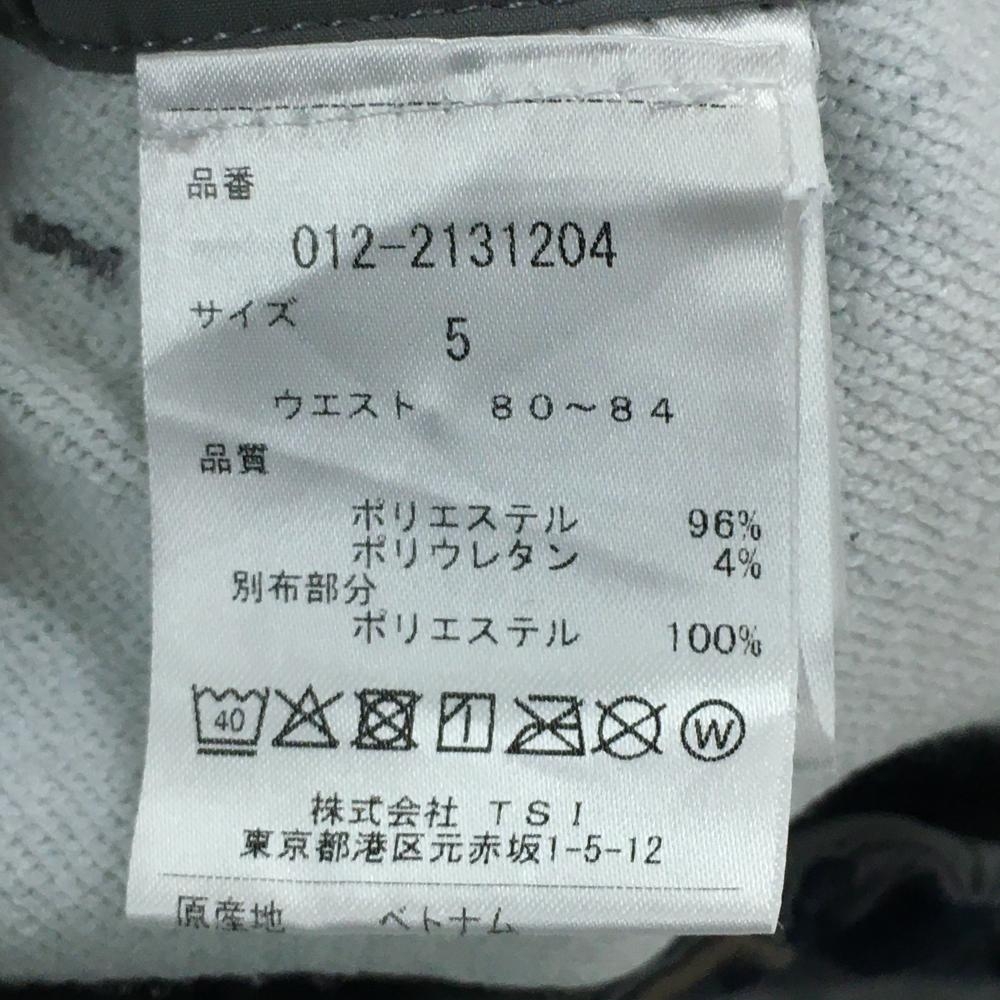 品番
012-2131204
サイズ
5
ウエスト 80〜84
品質
ポリエステル 96%
ポリウレタン 4%
別布部分
ポリエステル 100%
40
W
株式会社 TSI
東京都港区元赤坂1-5-12
原産地 ベトナム